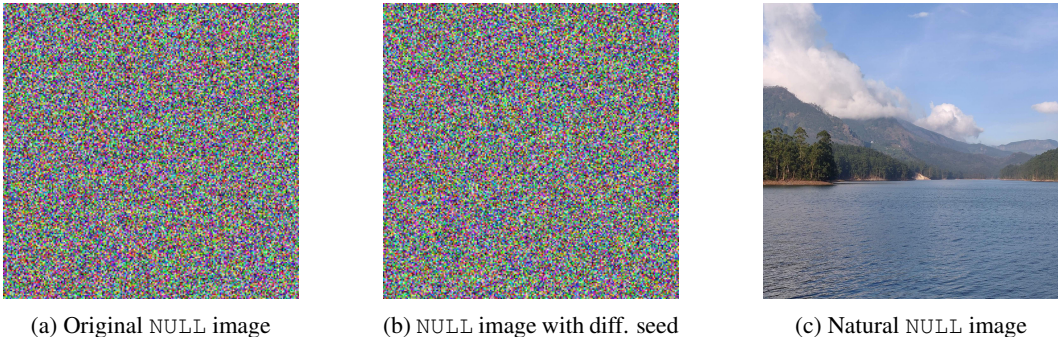 (a) Original NULL image
(b) NULL image with diff. seed
(c) Natural NULL image